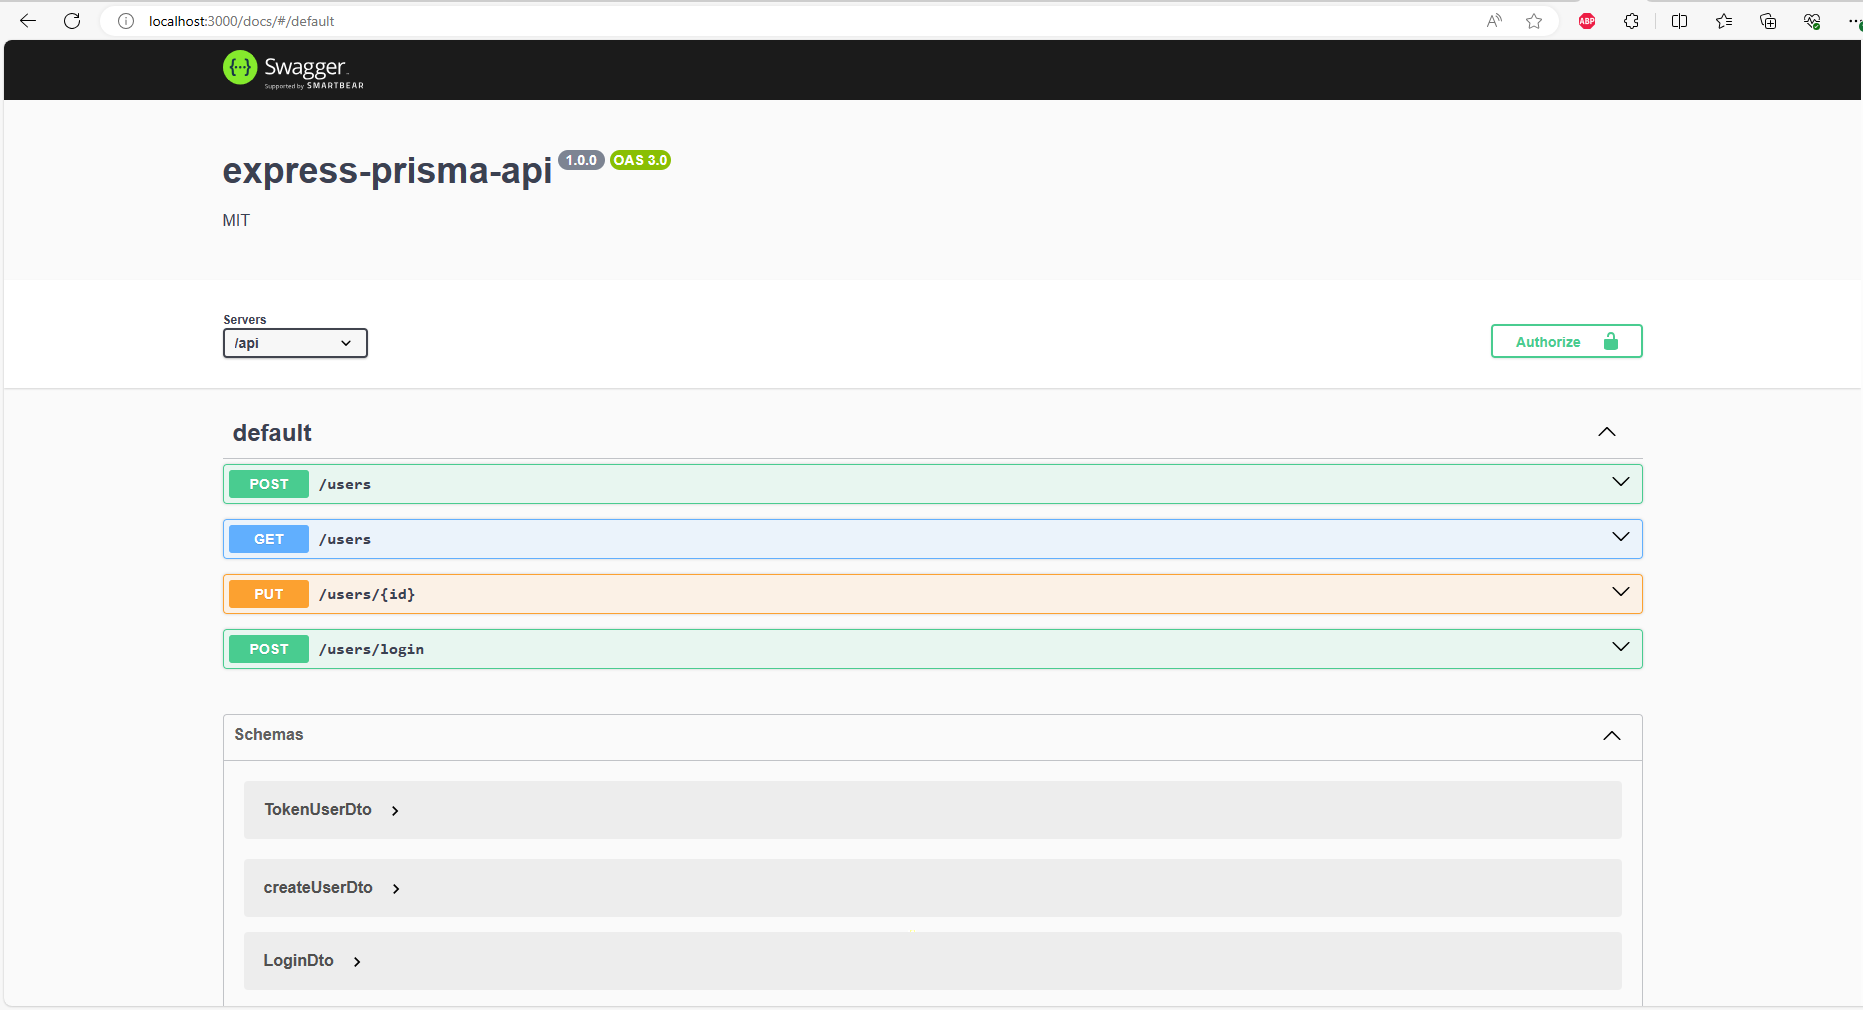 localhost:3000/docs/#/default
ABP
Swagger
Supported by SMARTBEAR
express-prisma-api 1.0.0 OAS 3.0
MIT
Servers
/api
Authorize
default
POST /users
GET /users
PUT /users/{id}
POST /users/login
Schemas
TokenUserDto
createUserDto
LoginDto